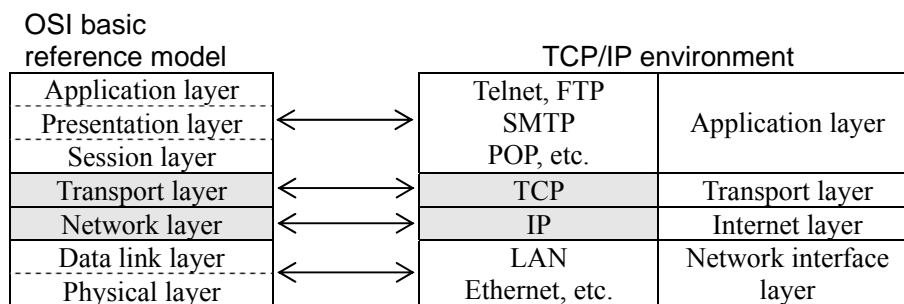 OSI basic
reference model
TCP/IP environment
Application layer
Presentation layer
Session layer
Transport layer
Network layer
Data link layer
Physical layer
Telnet, FTP
SMTP
POP, etc.
Application layer
TCP
Transport layer
IP
Internet layer
LAN
Ethernet, etc.
Network interface
layer